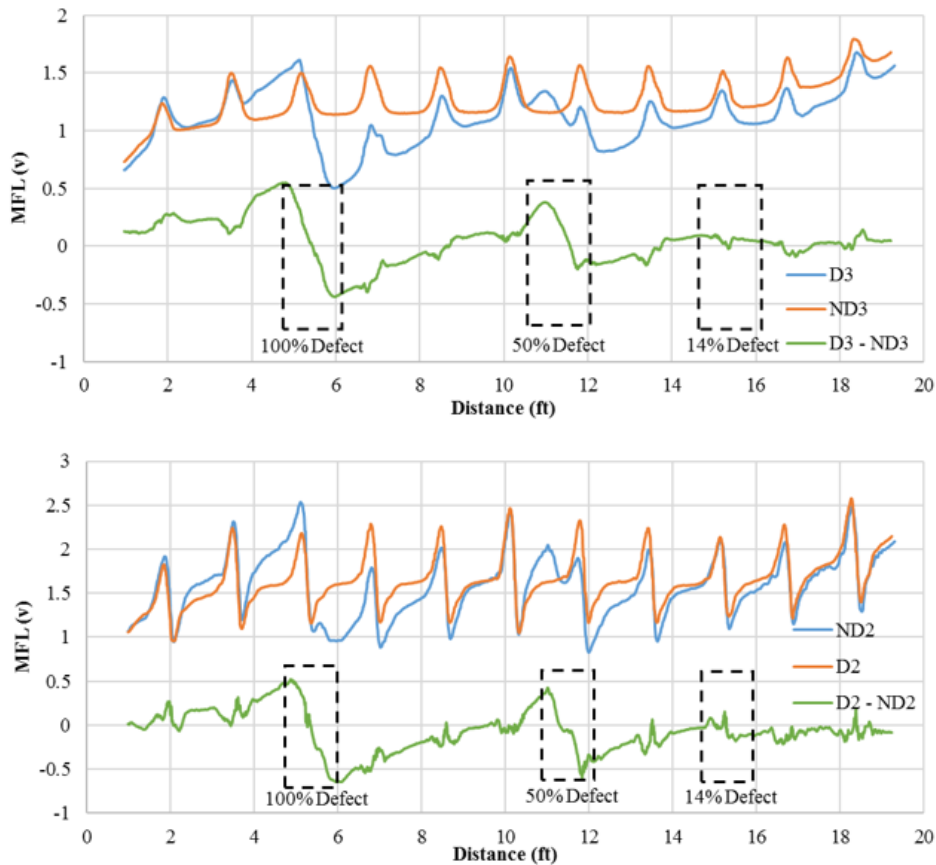 2
1.5
1
0.5
0
-0.5
-1
MFL (v)
D3
ND3
D3 - ND3
100% Defect
50% Defect
14% Defect
0 2 4 6 8 10 12 14 16 18 20
Distance (ft)
3
2.5
2
1.5
1
0.5
0
-0.5
-1
MFL (v)
ND2
D2
D2 - ND2
100% Defect
50% Defect
14% Defect
0 2 4 6 8 10 12 14 16 18 20
Distance (ft)